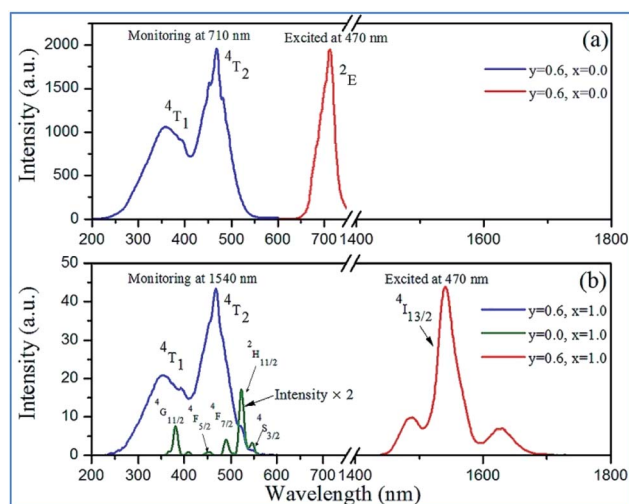 Monitoring at 710 nm
Excited at 470 nm
(a)
2000
1500
1000
500
0
Intensity (a.u.)
4T1
4T2
2E
y=0.6, x=0.0
y=0.6, x=0.0
200 300 400 500 600 700 1400 1600 1800
Monitoring at 1540 nm
Excited at 470 nm
(b)
50
40
30
20
10
0
Intensity (a.u.)
4T1
4T2
4G11/2
4F5/2
4F7/2
2H11/2
Intensity × 2
4S3/2
4I13/2
y=0.6, x=1.0
y=0.0, x=1.0
y=0.6, x=1.0
200 300 400 500 600 700 1400 1600 1800
Wavelength (nm)